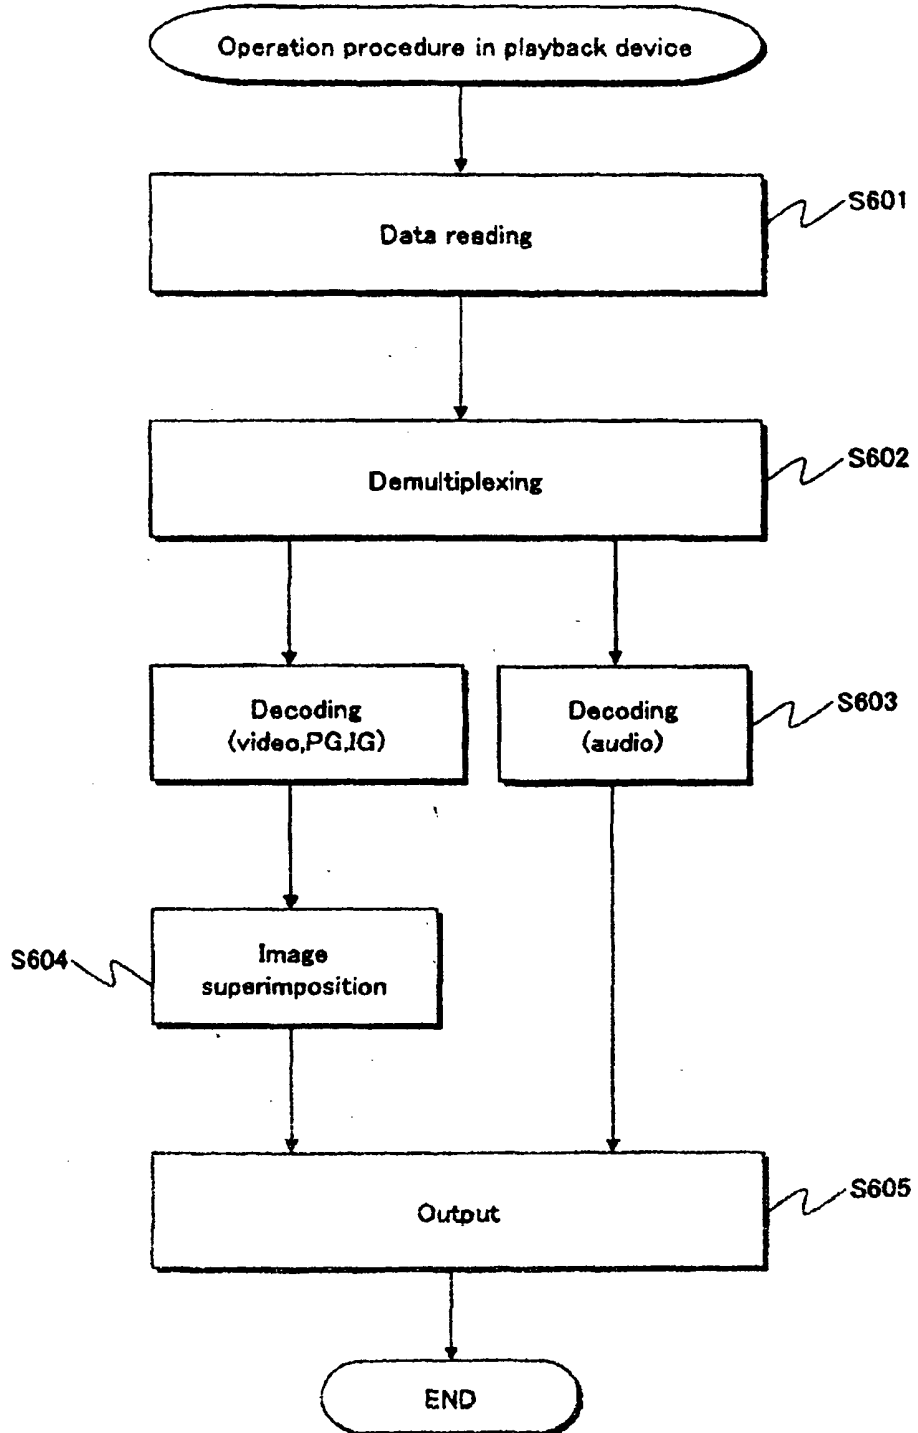 Operation procedure in playback device
Data reading
S601
Demultiplexing
S602
Decoding
(video,PG,IG)
Decoding
(audio)
S603
S604
Image
superimposition
Output
S605
END